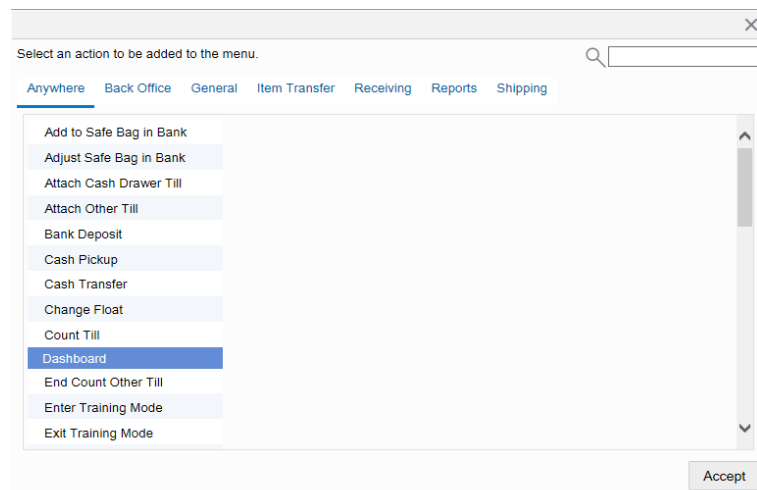 Select an action to be added to the menu.
Anywhere Back Office General Item Transfer Receiving Reports Shipping
Add to Safe Bag in Bank
Adjust Safe Bag in Bank
Attach Cash Drawer Till
Attach Other Till
Bank Deposit
Cash Pickup
Cash Transfer
Change Float
Count Till
Dashboard
End Count Other Till
Enter Training Mode
Exit Training Mode
Accept